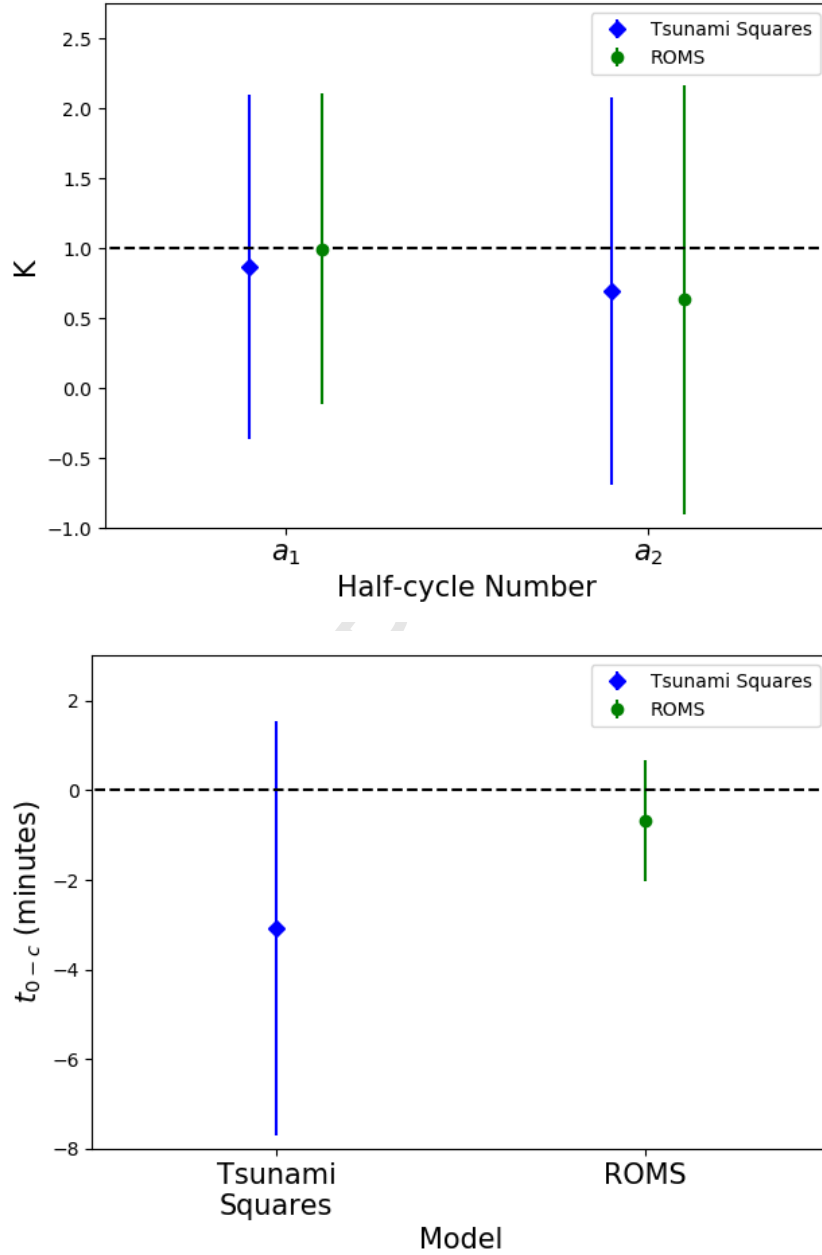 2.5
2.0
1.5
1.0
0.5
0.0
−0.5
−1.0
K
Tsunami Squares
ROMS
a1
a2
Half-cycle Number
2
0
−2
−4
−6
−8
t0 − c (minutes)
Tsunami Squares
ROMS
Tsunami
Squares
ROMS
Model